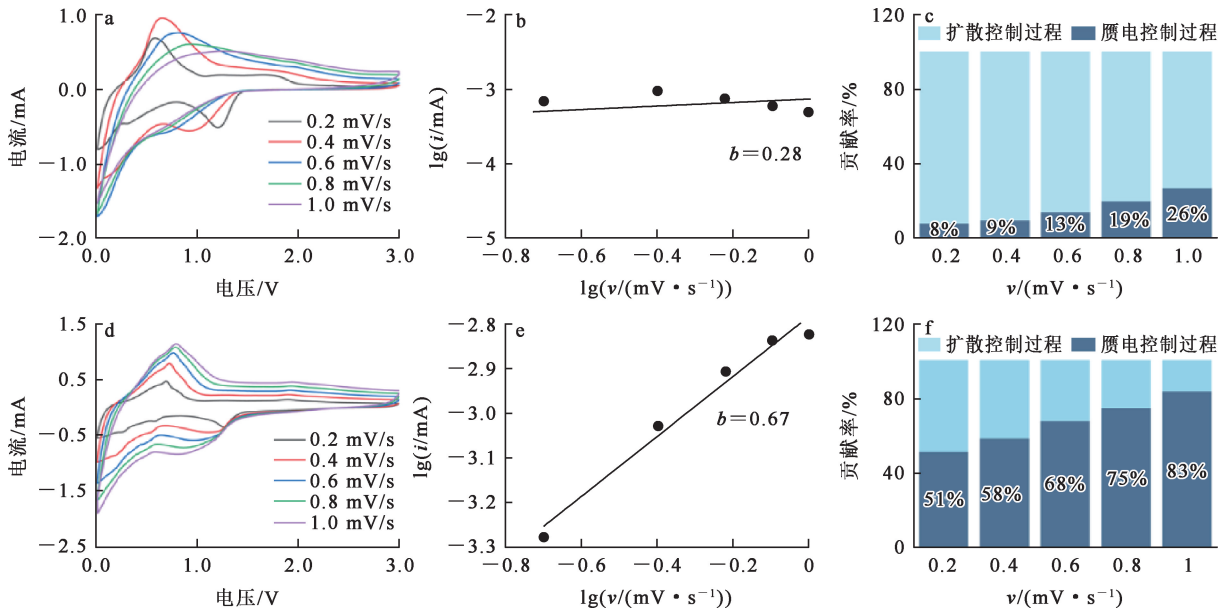 a
1.0
0.0
−1.0
−2.0
电流/mA
0.2 mV/s
0.4 mV/s
0.6 mV/s
0.8 mV/s
1.0 mV/s
0.0 1.0 2.0 3.0
电压/V
b
−2
−3
−4
−5
lg(i/mA)
b=0.28
−0.8 −0.6 −0.4 −0.2 0
lg(v/(mV·s⁻¹))
c
120
80
40
0
贡献率/%
扩散控制过程 赝电控制过程
8% 9% 13% 19% 26%
0.2 0.4 0.6 0.8 1.0
v/(mV·s⁻¹)
d
1.5
0.5
−0.5
−1.5
−2.5
电流/mA
0.2 mV/s
0.4 mV/s
0.6 mV/s
0.8 mV/s
1.0 mV/s
0.0 1.0 2.0 3.0
电压/V
e
−2.8
−2.9
−3.0
−3.1
−3.2
−3.3
lg(i/mA)
b=0.67
−0.8 −0.6 −0.4 −0.2 0
lg(v/(mV·s⁻¹))
f
120
80
40
0
贡献率/%
扩散控制过程 赝电控制过程
51% 58% 68% 75% 83%
0.2 0.4 0.6 0.8 1
v/(mV·s⁻¹)